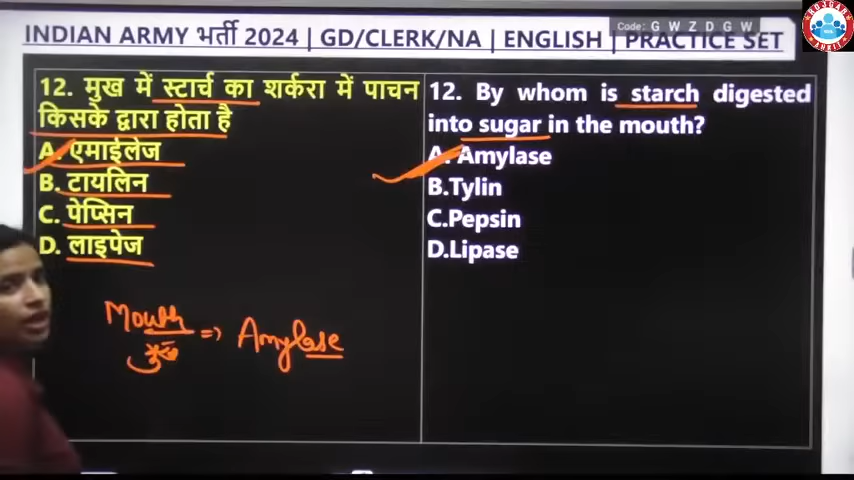 Code: G W Z D G W
INDIAN ARMY भर्ती 2024 | GD/CLERK/NA | ENGLISH | PRACTICE SET
12. मुख में स्टार्च का शर्करा में पाचन
किसके द्वारा होता है
A. एमाईलेज
B. टायलिन
C. पेप्सिन
D. लाइपेज
12. By whom is starch digested
into sugar in the mouth?
A. Amylase
B.Tylin
C.Pepsin
D.Lipase
Mouth
=> Amylase